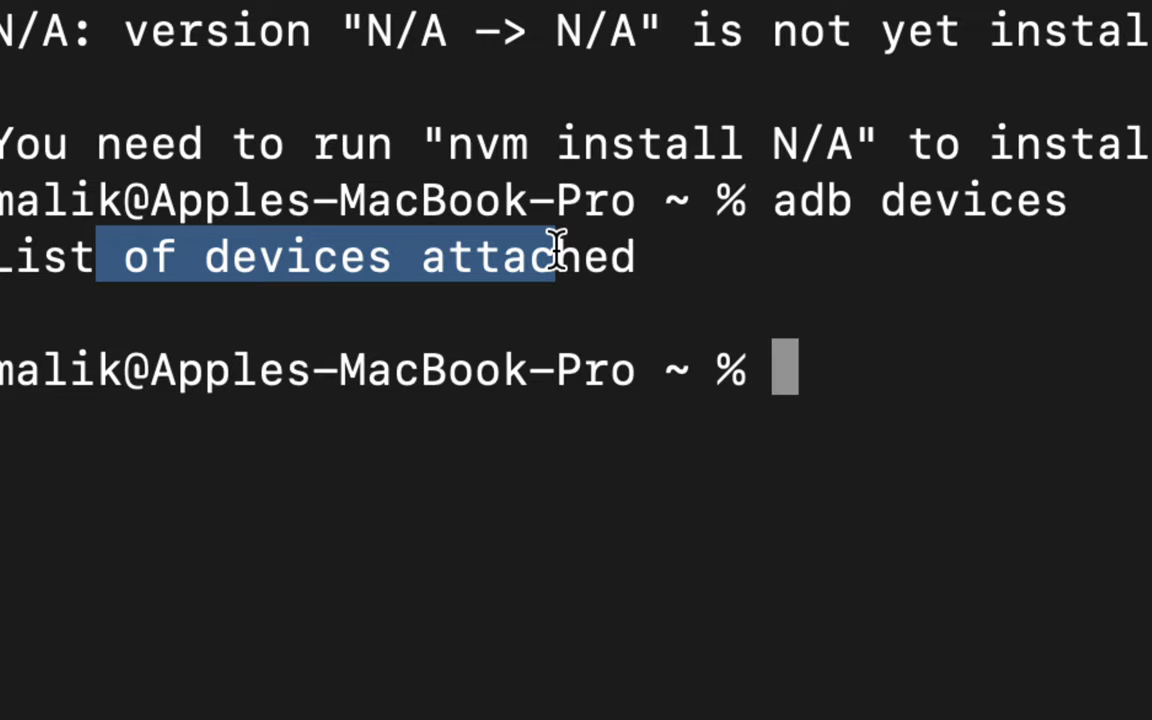 N/A: version "N/A -> N/A" is not yet instal
You need to run "nvm install N/A" to instal
malik@Apples-MacBook-Pro ~ % adb devices
List of devices attached
malik@Apples-MacBook-Pro ~ %